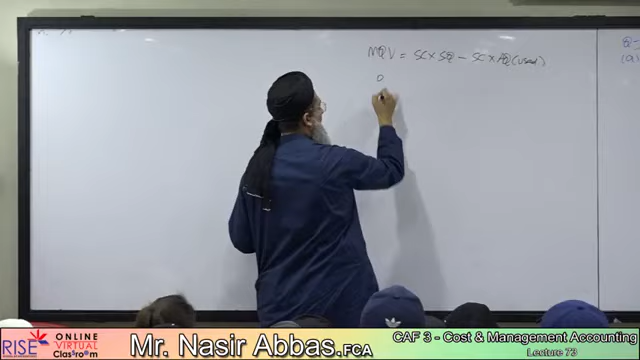 MQV = SC x SQ - SC x AQ (used)
RISE
ONLINE
VIRTUAL
Classroom
Mr. Nasir Abbas.FCA
CAF 3 - Cost & Management Accounting
Lecture 73